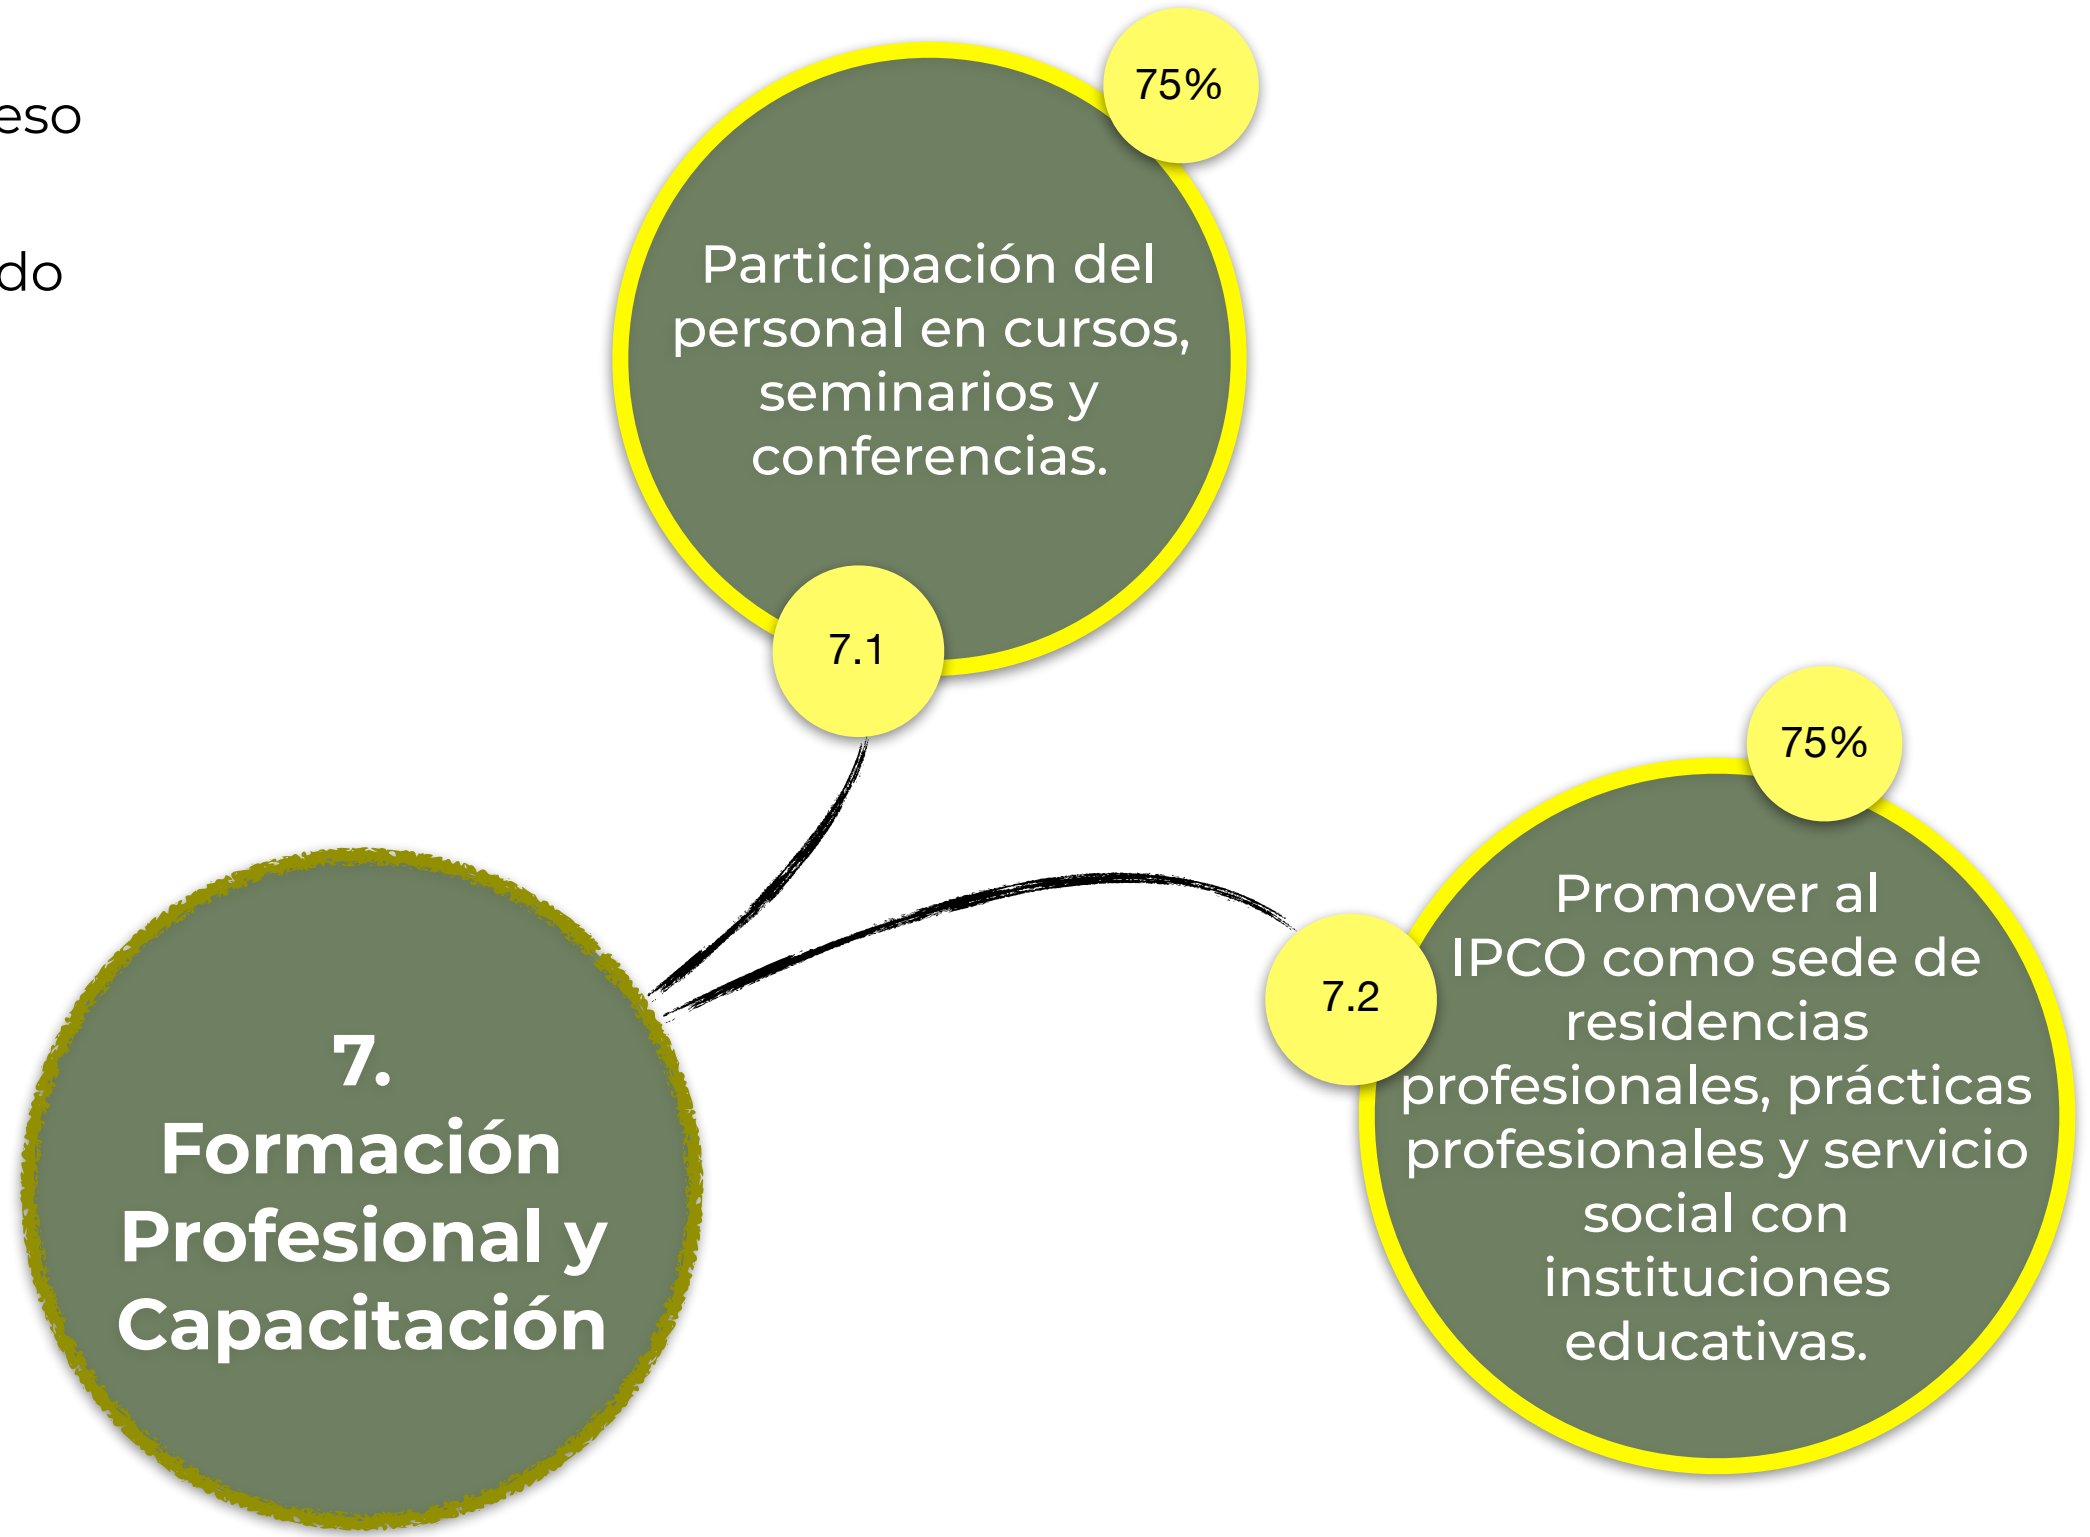 eso
do
75%
Participación del
personal en cursos,
seminarios y
conferencias.
7.1
75%
Promover al
IPCO como sede de
residencias
profesionales, prácticas
profesionales y servicio
social con
instituciones
educativas.
7.2
7.
Formación
Profesional y
Capacitación